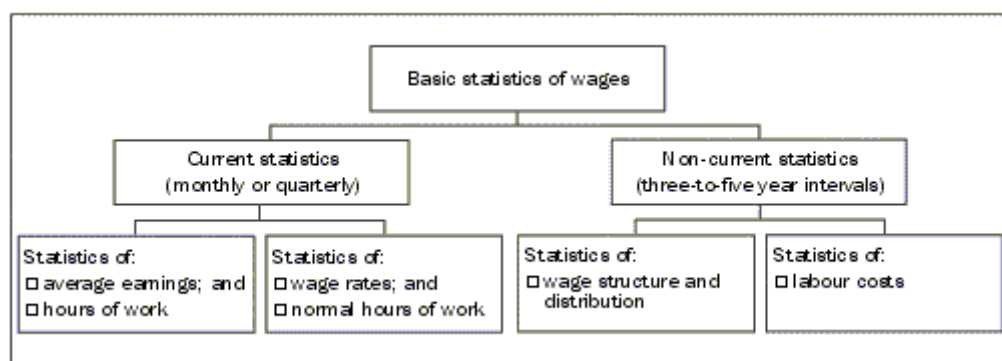 Basic statistics of wages
Current statistics
(monthly or quarterly)
Non-current statistics
(three-to-five year intervals)
Statistics of:
□ average earnings; and
□ hours of work
Statistics of:
□ wage rates; and
□ normal hours of work
Statistics of:
□ wage structure and
distribution
Statistics of:
□ labour costs